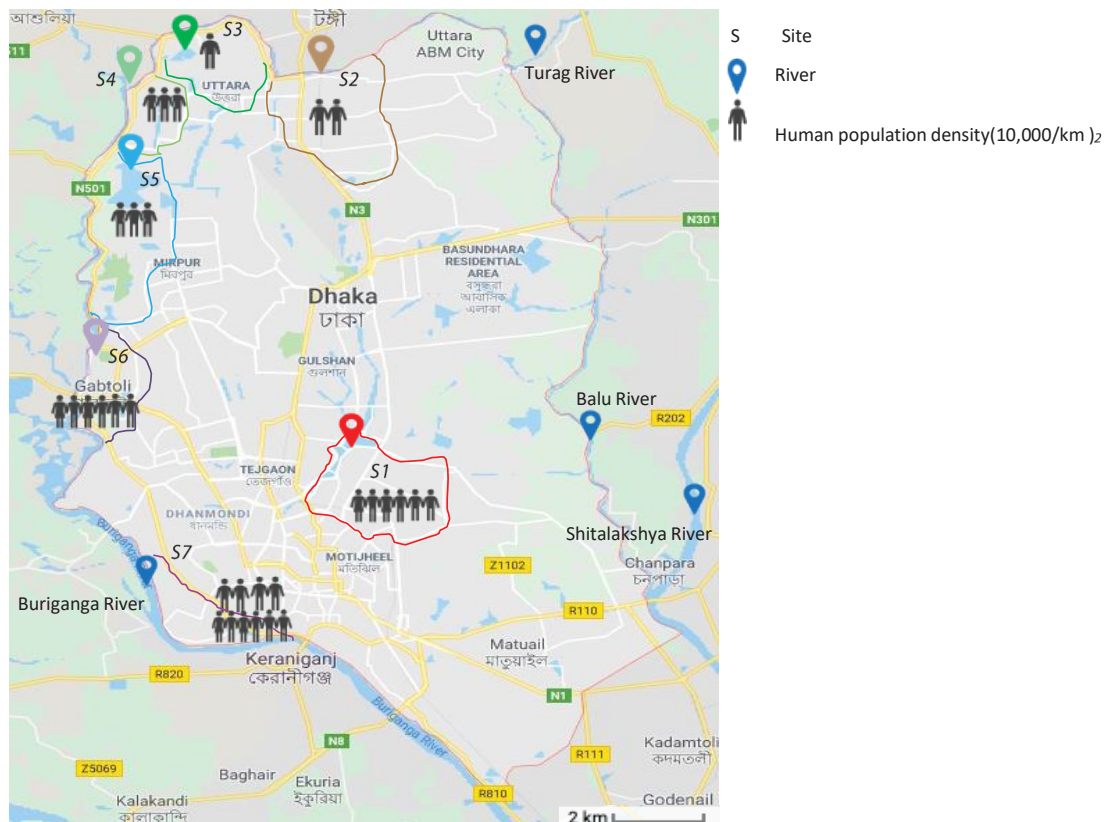 আশুলিয়া
টঙ্গী
S3
Uttara
ABM City
511
S2
S4
UTTARA
উত্তরা
Turag River
S5
N501
N3
N301
MIRPUR
মিরপুর
BASUNDHARA
RESIDENTIAL
AREA
বসুন্ধরা
আবাসিক
এলাকা
Dhaka
ঢাকা
S6
GULSHAN
গুলশান
Gabtoli
Balu River
R202
TEJGAON
তেজগাঁও
S1
DHANMONDI
ধানমন্ডি
Shitalakshya River
Buriganga
S7
MOTIJHEEL
মতিঝিল
Z1102
Chanpara
চনপাড়া
Buriganga River
R110
Matuail
মাতুয়াইল
Keraniganj
কেরানীগঞ্জ
R820
N1
Buriganga River
N8
R111
Kadamtoli
কদমতলী
Z5069
Baghair
Ekuria
ইকুরিয়া
Kalakandi
কালাকান্দি
R810
Godenail
2 km
S Site
River
Human population density(10,000/km )2